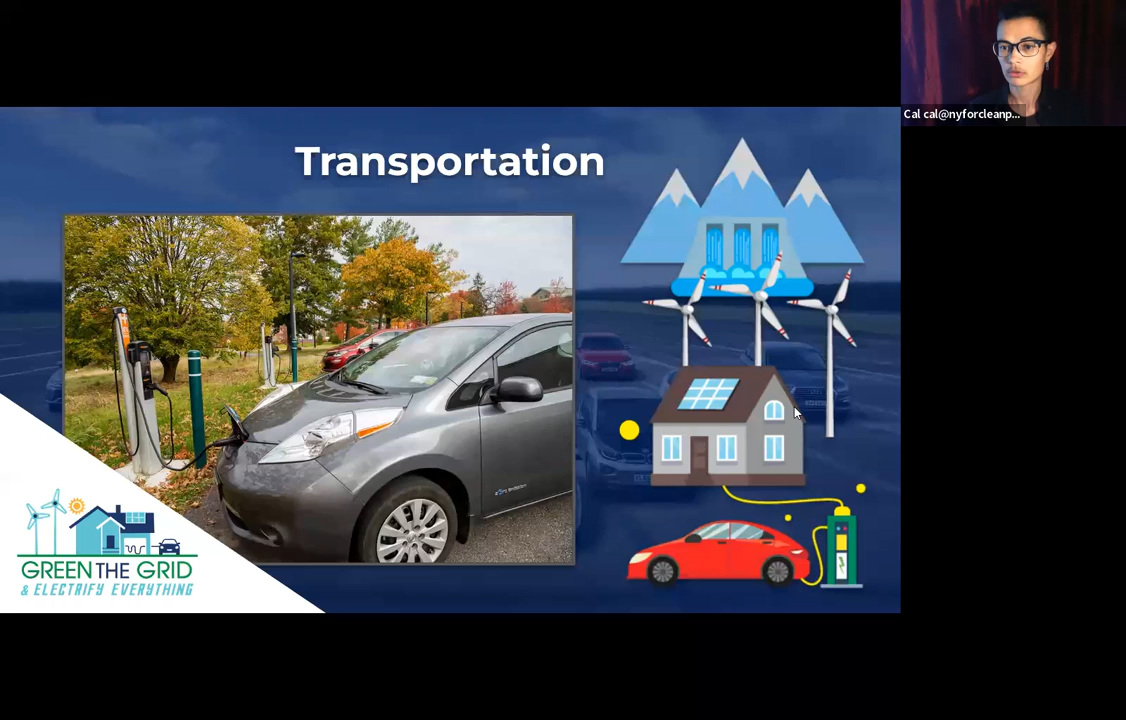 Transportation
Cal cal@nyforcleanp...
GREEN THE GRID
& ELECTRIFY EVERYTHING